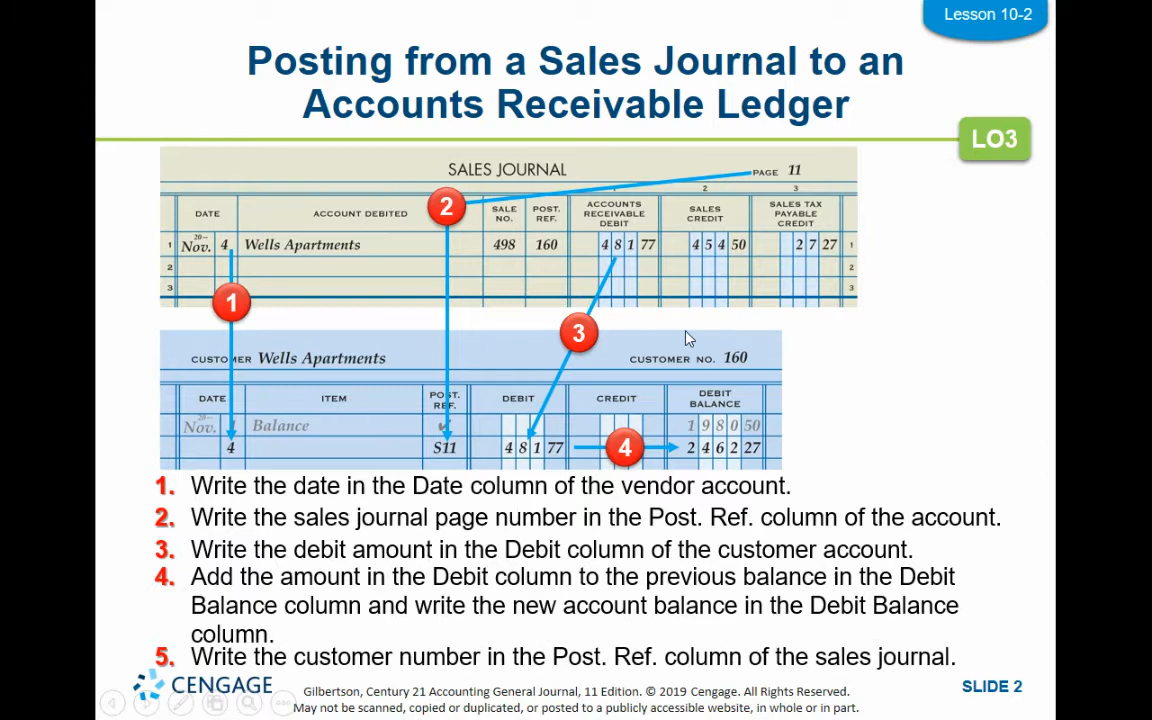 Lesson 10-2
Posting from a Sales Journal to an
Accounts Receivable Ledger
LO3
SALES JOURNAL
PAGE 11
1 2 3
DATE ACCOUNT DEBITED SALE NO. POST. REF. ACCOUNTS RECEIVABLE DEBIT SALES CREDIT SALES TAX PAYABLE CREDIT
1 20-- Nov. 4 Wells Apartments 498 160 4 8 1 77 4 5 4 50 2 7 27 1
2 2
3 3
2
1
3
CUSTOMER Wells Apartments CUSTOMER NO. 160
DATE ITEM POST. REF. DEBIT CREDIT DEBIT BALANCE
20-- Nov. 1 Balance ✓ 1 9 8 0 50
4 S11 4 8 1 77 4 2 4 6 2 27
1. Write the date in the Date column of the vendor account.
2. Write the sales journal page number in the Post. Ref. column of the account.
3. Write the debit amount in the Debit column of the customer account.
4. Add the amount in the Debit column to the previous balance in the Debit
Balance column and write the new account balance in the Debit Balance
column.
5. Write the customer number in the Post. Ref. column of the sales journal.
CENGAGE
Gilbertson, Century 21 Accounting General Journal, 11 Edition. © 2019 Cengage. All Rights Reserved.
May not be scanned, copied or duplicated, or posted to a publicly accessible website, in whole or in part.
SLIDE 2